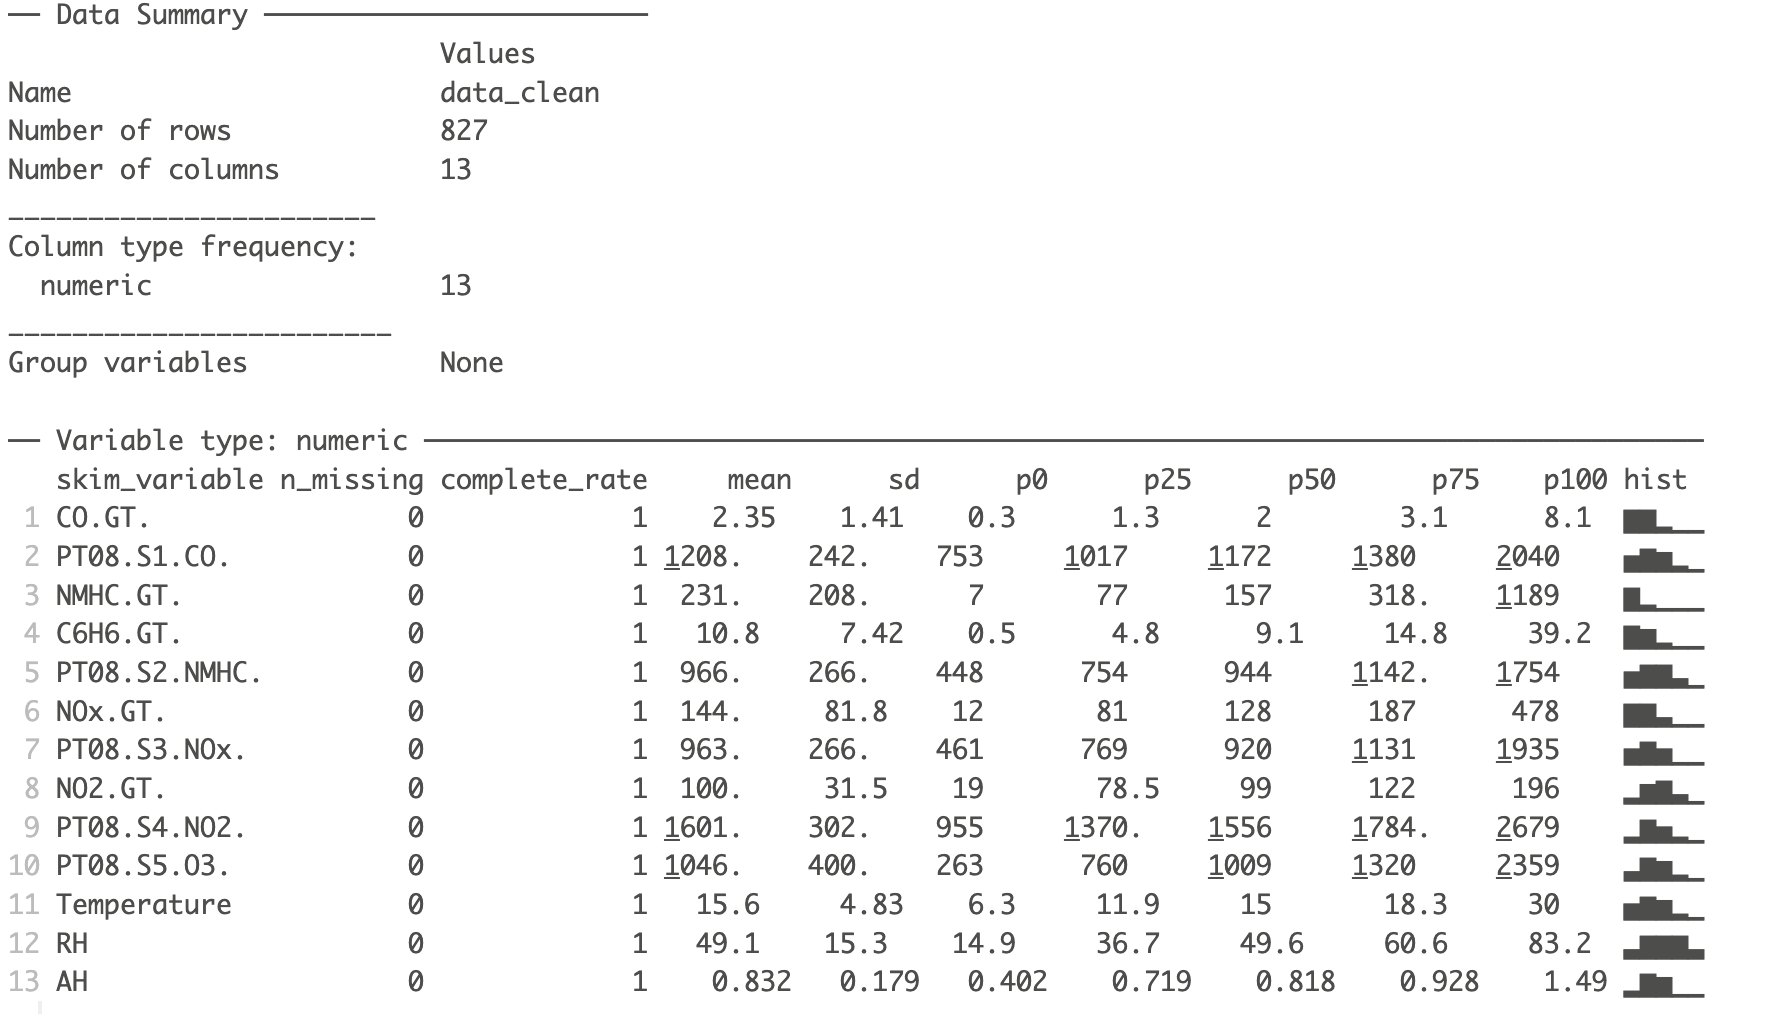 ── Data Summary ────────────────────────
                           Values
Name                       data_clean
Number of rows             827
Number of columns          13
_______________________
Column type frequency:
  numeric                  13
________________________
Group variables            None

── Variable type: numeric ────────────────────────────────────────────────────────────────────────────────
   skim_variable n_missing complete_rate     mean      sd      p0     p25      p50      p75    p100 hist
 1 CO.GT.                0             1    2.35    1.41    0.3      1.3      2        3.1     8.1
 2 PT08.S1.CO.           0             1 1208.    242.    753     1017     1172     1380    2040
 3 NMHC.GT.              0             1  231.    208.      7       77      157      318.   1189
 4 C6H6.GT.              0             1   10.8     7.42    0.5      4.8      9.1     14.8    39.2
 5 PT08.S2.NMHC.         0             1  966.    266.    448      754      944     1142.   1754
 6 NOx.GT.               0             1  144.     81.8    12       81      128      187     478
 7 PT08.S3.NOx.          0             1  963.    266.    461      769      920     1131    1935
 8 NO2.GT.               0             1  100.     31.5    19       78.5     99      122     196
 9 PT08.S4.NO2.          0             1 1601.    302.    955     1370.    1556     1784.   2679
10 PT08.S5.O3.           0             1 1046.    400.    263      760     1009     1320    2359
11 Temperature           0             1   15.6     4.83    6.3     11.9     15       18.3    30
12 RH                    0             1   49.1    15.3    14.9     36.7     49.6     60.6    83.2
13 AH                    0             1    0.832   0.179   0.402    0.719    0.818    0.928   1.49